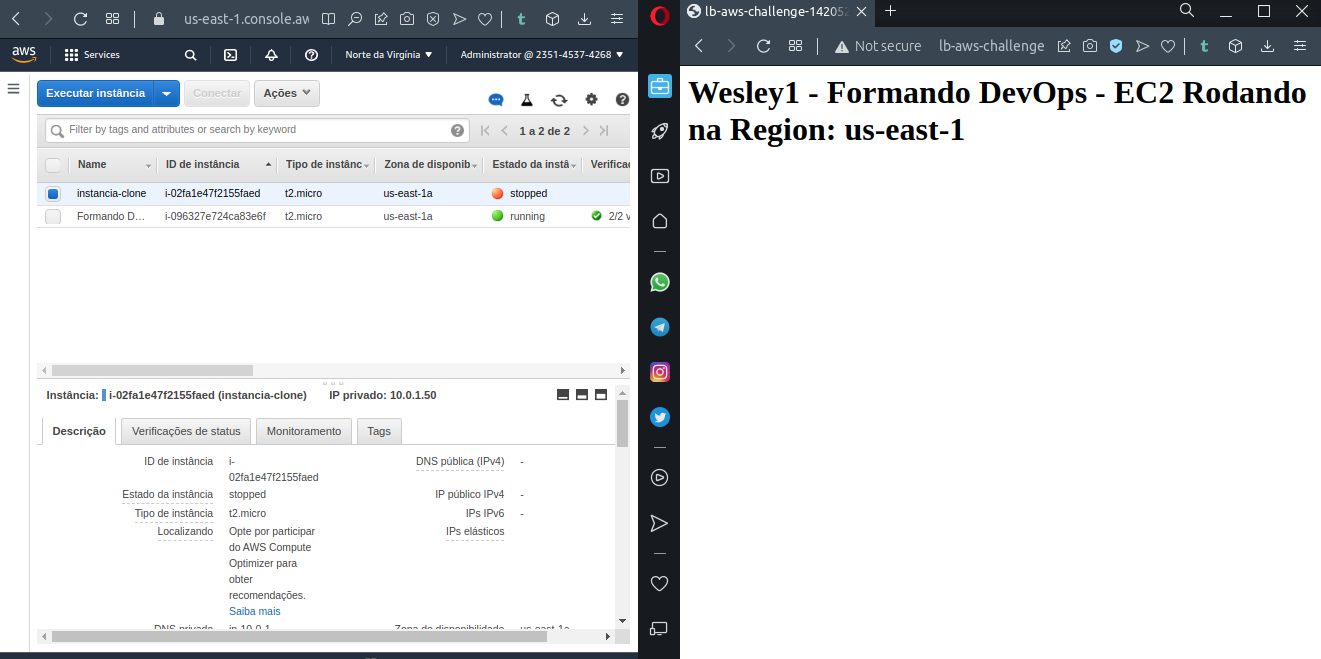 us-east-1.console.aw
aws
Services
Norte da Virgínia
Administrator @ 2351-4537-4268
Executar instância
Conectar
Ações
Filter by tags and attributes or search by keyword
1 a 2 de 2
Name ID de instância Tipo de instânc Zona de disponib Estado da instâ Verificaç
instancia-clone i-02fa1e47f2155faed t2.micro us-east-1a stopped
Formando D... i-096327e724ca83e6f t2.micro us-east-1a running 2/2 v
Instância: i-02fa1e47f2155faed (instancia-clone) IP privado: 10.0.1.50
Descrição Verificações de status Monitoramento Tags
ID de instância i-
02fa1e47f2155faed
Estado da instância stopped
Tipo de instância t2.micro
Localizando Opte por participar
do AWS Compute
Optimizer para
obter
recomendações.
Saiba mais
DNS privado ip-10-0-1-
DNS pública (IPv4) -
IP público IPv4 -
IPs IPv6 -
IPs elásticos
Zona de disponibilidade us-east-1a
lb-aws-challenge-14205
Not secure lb-aws-challenge
Wesley1 - Formando DevOps - EC2 Rodando
na Region: us-east-1